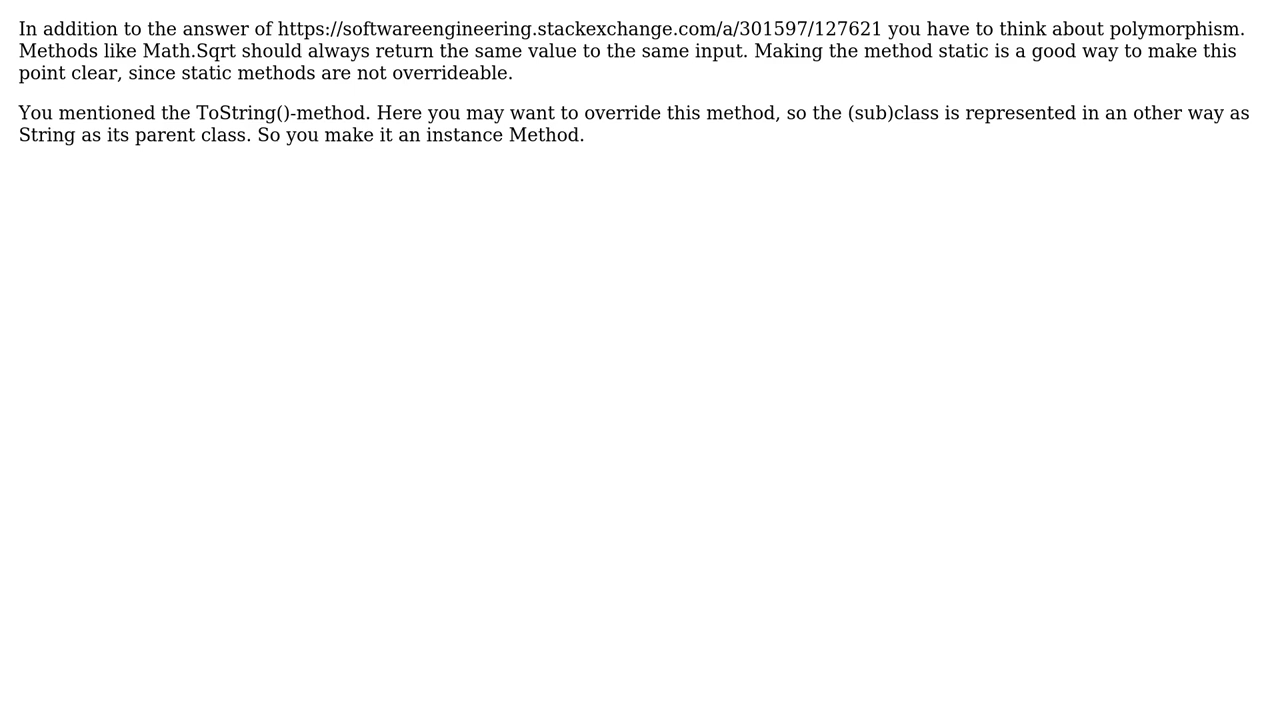 In addition to the answer of https://softwareengineering.stackexchange.com/a/301597/127621 you have to think about polymorphism.
Methods like Math.Sqrt should always return the same value to the same input. Making the method static is a good way to make this
point clear, since static methods are not overrideable.
You mentioned the ToString()-method. Here you may want to override this method, so the (sub)class is represented in an other way as
String as its parent class. So you make it an instance Method.